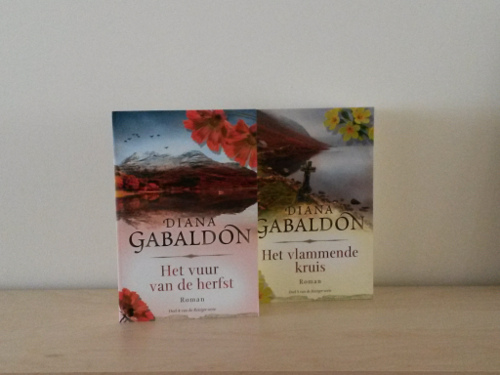 DIANA
GABALDON
Het vuur
van de herfst
Roman
DIANA
GABALDON
Het vlammende
kruis
Roman